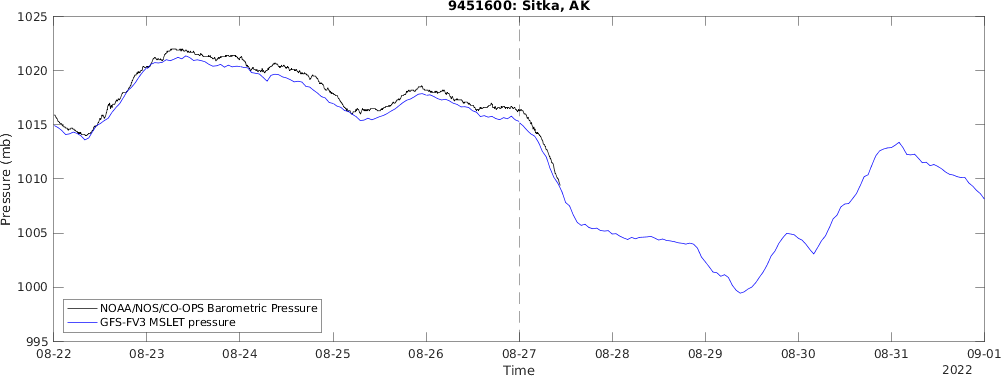 9451600: Sitka, AK
1025
1020
1015
1010
1005
1000
995
Pressure (mb)
NOAA/NOS/CO-OPS Barometric Pressure
GFS-FV3 MSLET pressure
08-22 08-23 08-24 08-25 08-26 08-27 08-28 08-29 08-30 08-31 09-01
Time
2022